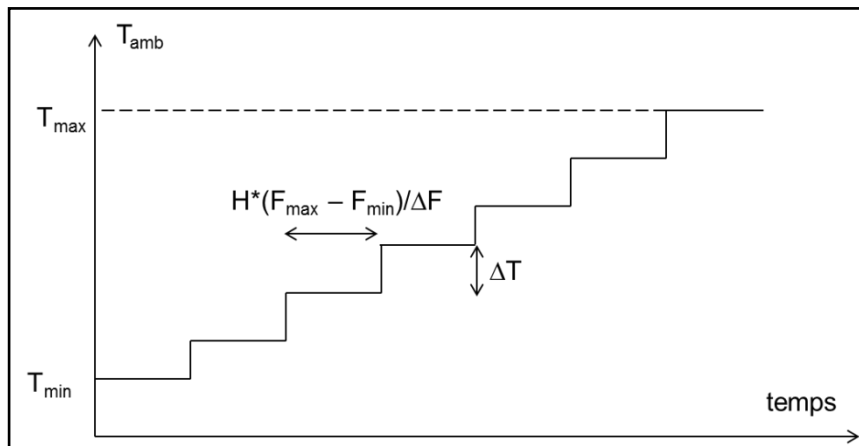 T_amb
T_max
H*(F_max – F_min)/ΔF
ΔT
T_min
temps